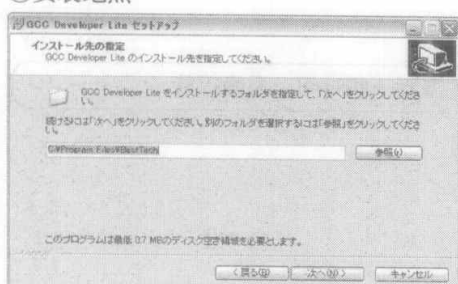 GCC Developer Lite セットアップ
インストール先の指定
GCC Developer Lite のインストール先を指定してください。
GCC Developer Lite をインストールするフォルダを指定して、「次へ」をクリックしてくださ
い。
続けるには「次へ」をクリックしてください。別のフォルダを選択するには「参照」をクリックしてくださ
い。
C:¥Program Files¥BestTech
参照(R)
このプログラムは最低 0.7 MBのディスク空き領域を必要とします。
< 戻る(B)
次へ(N) >
キャンセル